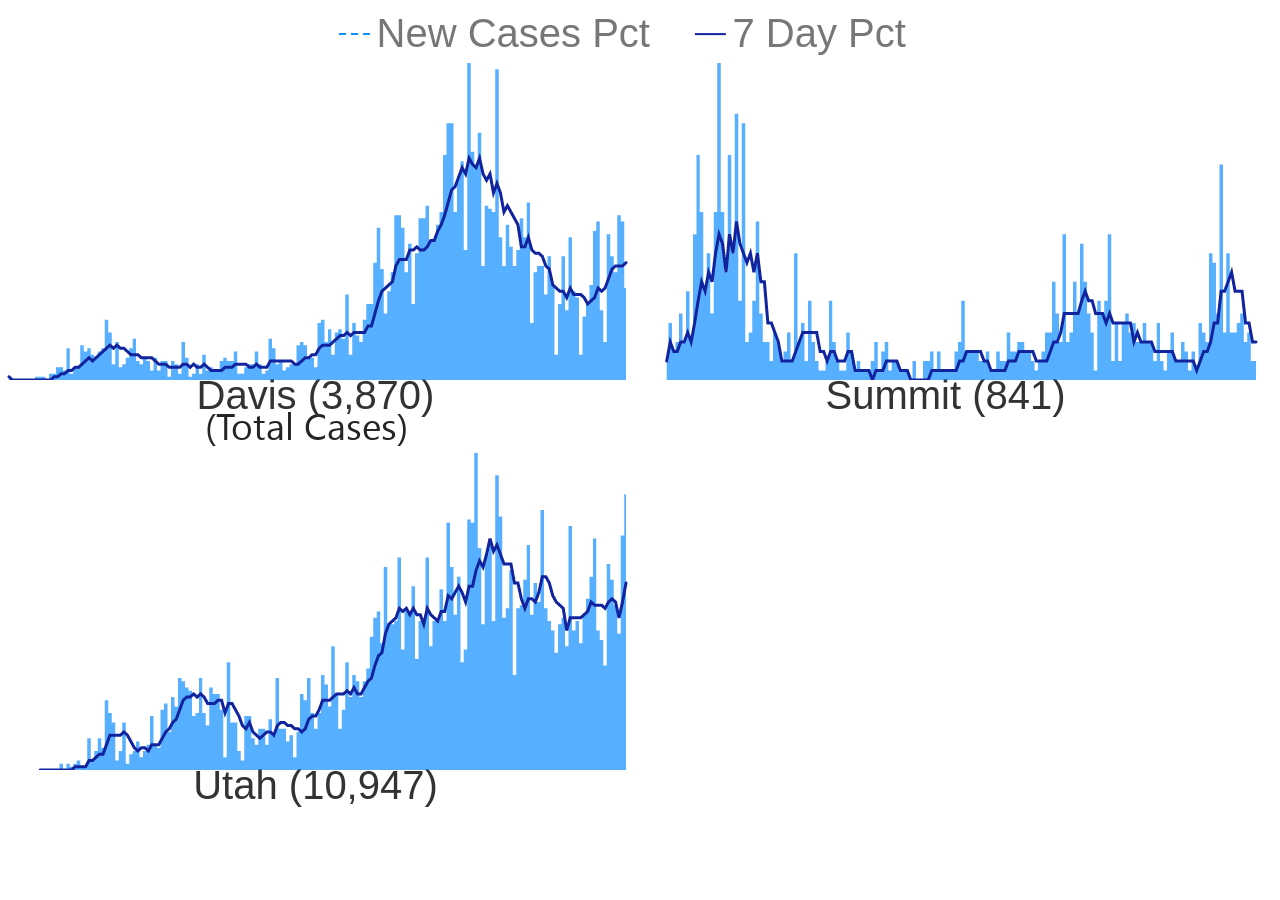 New Cases Pct 7 Day Pct
Davis (3,870) Summit (841)
(Total Cases)
Utah (10,947)